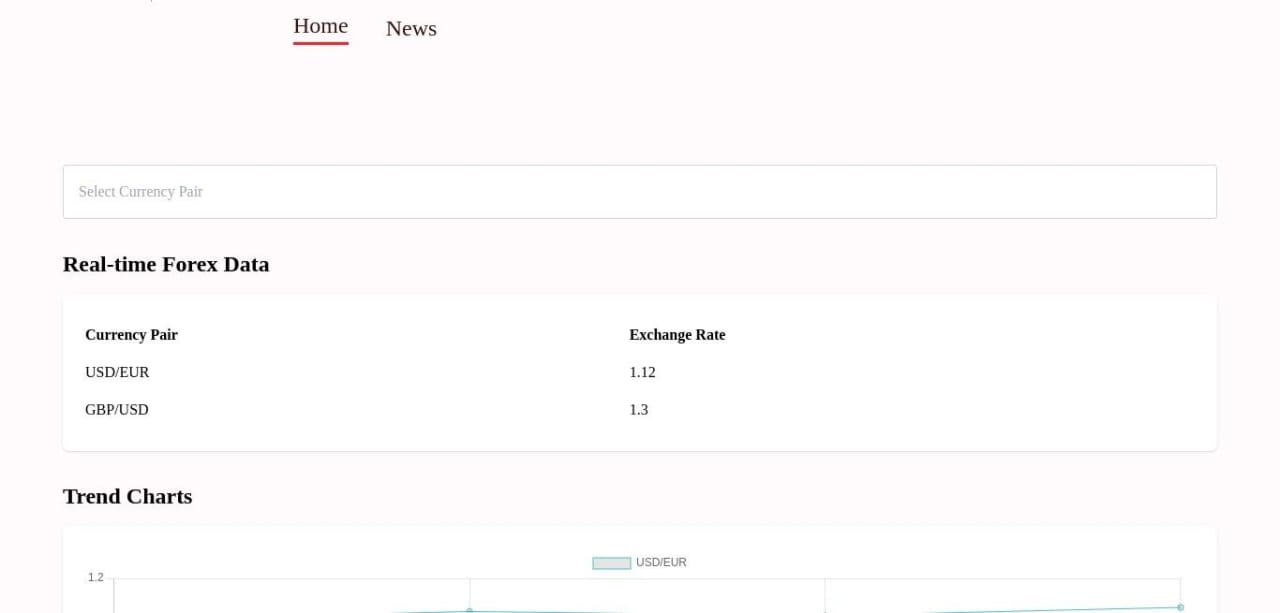 Home News
Select Currency Pair
Real-time Forex Data
Currency Pair Exchange Rate
USD/EUR 1.12
GBP/USD 1.3
Trend Charts
USD/EUR
1.2